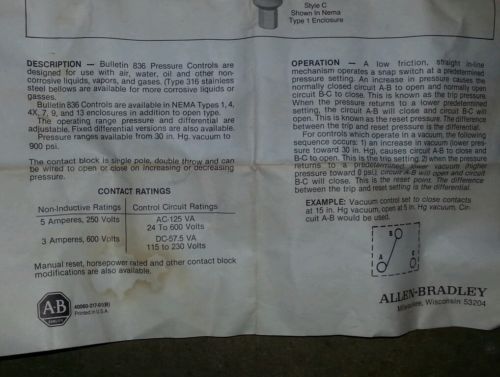 Style C
Shown In Nema
Type 1 Enclosure
DESCRIPTION — Bulletin 836 Pressure Controls are
designed for use with air, water, oil and other non-
corrosive liquids, vapors, and gases. (Type 316 stainless
steel bellows are available for more corrosive liquids or
gasses.
Bulletin 836 Controls are available in NEMA Types 1, 4,
4X, 7, 9, and 13 enclosures in addition to open type.
The operating range pressure and differential are
adjustable. Fixed differential versions are also available.
Pressure ranges available from 30 in. Hg. vacuum to
900 psi.
The contact block is single pole, double throw and can
be wired to open or close on increasing or decreasing
pressure.
CONTACT RATINGS
Non-Inductive Ratings Control Circuit Ratings
5 Amperes, 250 Volts AC-125 VA
24 To 600 Volts
3 Amperes, 600 Volts DC-57.5 VA
115 to 230 Volts
Manual reset, horsepower rated and other contact block
modifications are also available.
A-B
40060-217-01(B)
Printed in U.S.A.
OPERATION — A low friction, straight in-line
mechanism operates a snap switch at a predetermined
pressure setting. An increase in pressure causes the
normally closed circuit A-B to open and normally open
circuit B-C to close. This is known as the trip pressure.
When the pressure returns to a lower predetermined
setting, the circuit A-B will close and circuit B-C will
open. This is known as the reset pressure. The difference
between the trip and reset pressure is the differential.
For controls which operate in a vacuum, the following
sequence occurs: 1) an increase in vacuum (lower pres-
sure toward 30 in. Hg), causes circuit A-B to close and
B-C to open. This is the trip setting. 2) when the pressure
returns to a predetermined lower vacuum (higher
pressure toward 0 psi), circuit A-B will open and circuit
B-C will close. This is the reset point. The difference
between the trip and reset setting is the differential.
EXAMPLE: Vacuum control set to close contacts
at 15 in. Hg vacuum, open at 5 in. Hg vacuum. Cir-
cuit A-B would be used.
B
A C
ALLEN-BRADLEY
Milwaukee, Wisconsin 53204